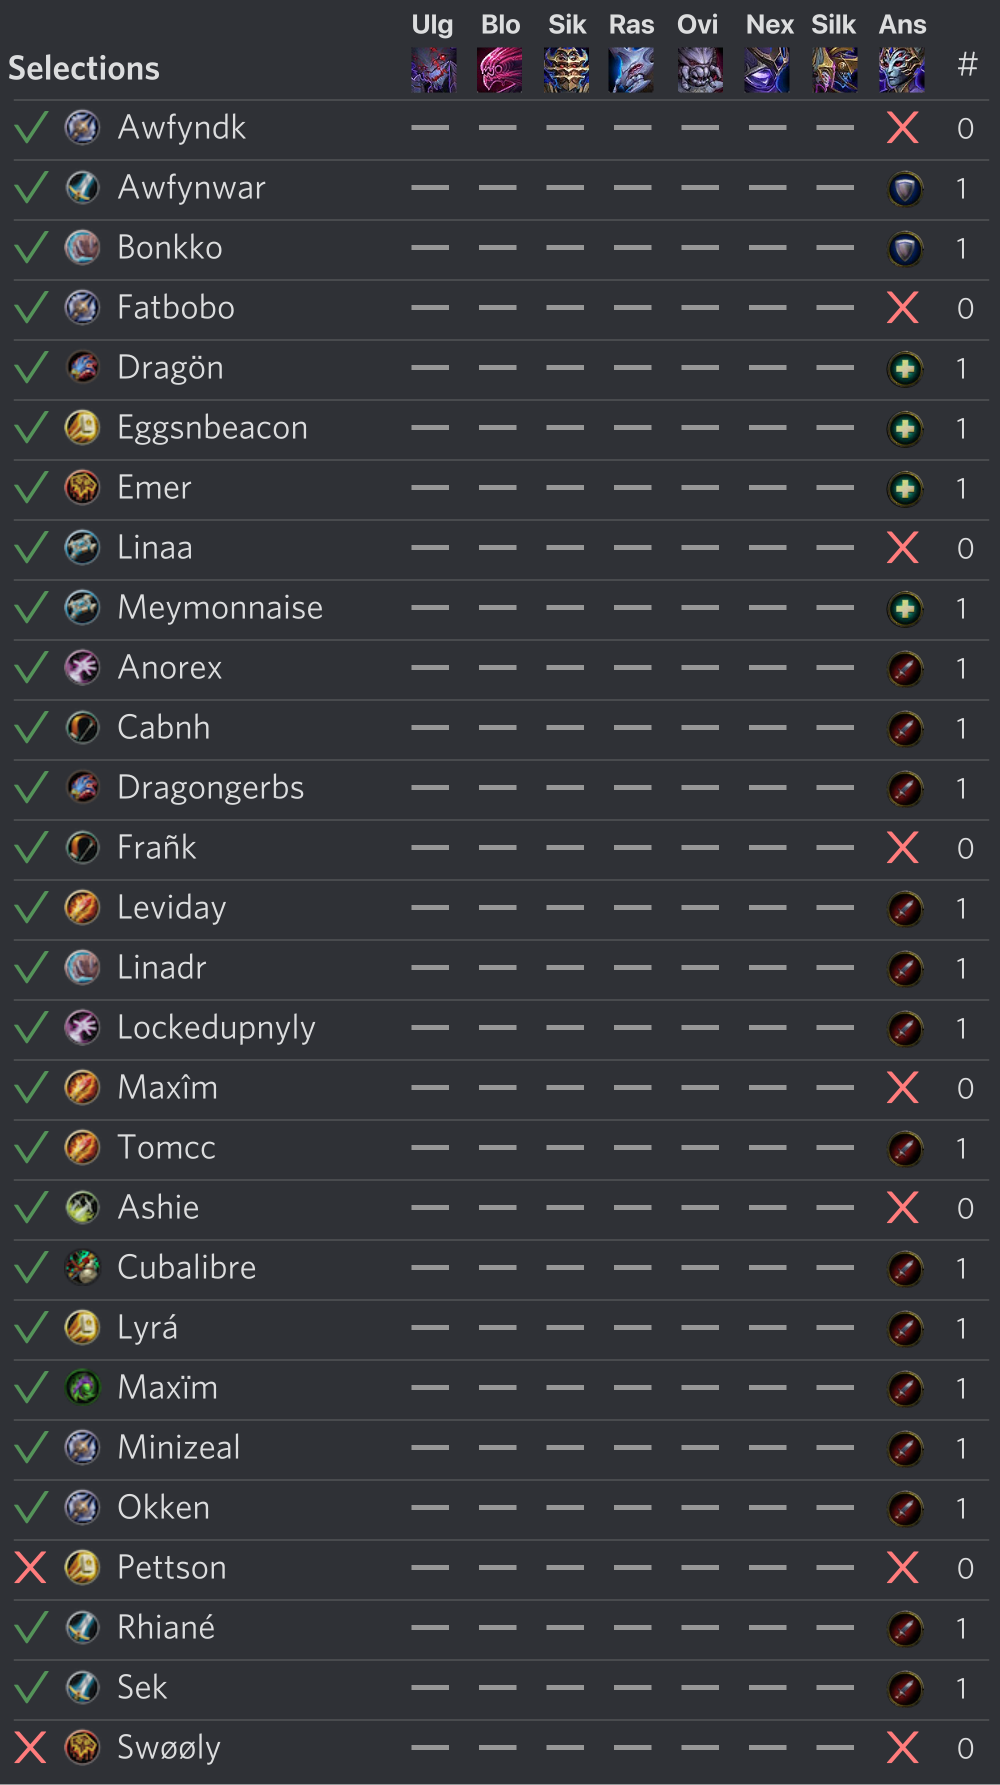 Ulg Blo Sik Ras Ovi Nex Silk Ans
Selections #
Awfyndk — — — — — — — 0
Awfynwar — — — — — — — 1
Bonkko — — — — — — — 1
Fatbobo — — — — — — — 0
Dragön — — — — — — — 1
Eggsnbeacon — — — — — — — 1
Emer — — — — — — — 1
Linaa — — — — — — — 0
Meymonnaise — — — — — — — 1
Anorex — — — — — — — 1
Cabnh — — — — — — — 1
Dragongerbs — — — — — — — 1
Frañk — — — — — — — 0
Leviday — — — — — — — 1
Linadr — — — — — — — 1
Lockedupnyly — — — — — — — 1
Maxîm — — — — — — — 0
Tomcc — — — — — — — 1
Ashie — — — — — — — 0
Cubalibre — — — — — — — 1
Lyrá — — — — — — — 1
Maxïm — — — — — — — 1
Minizeal — — — — — — — 1
Okken — — — — — — — 1
Pettson — — — — — — — 0
Rhiané — — — — — — — 1
Sek — — — — — — — 1
Swøøly — — — — — — — 0